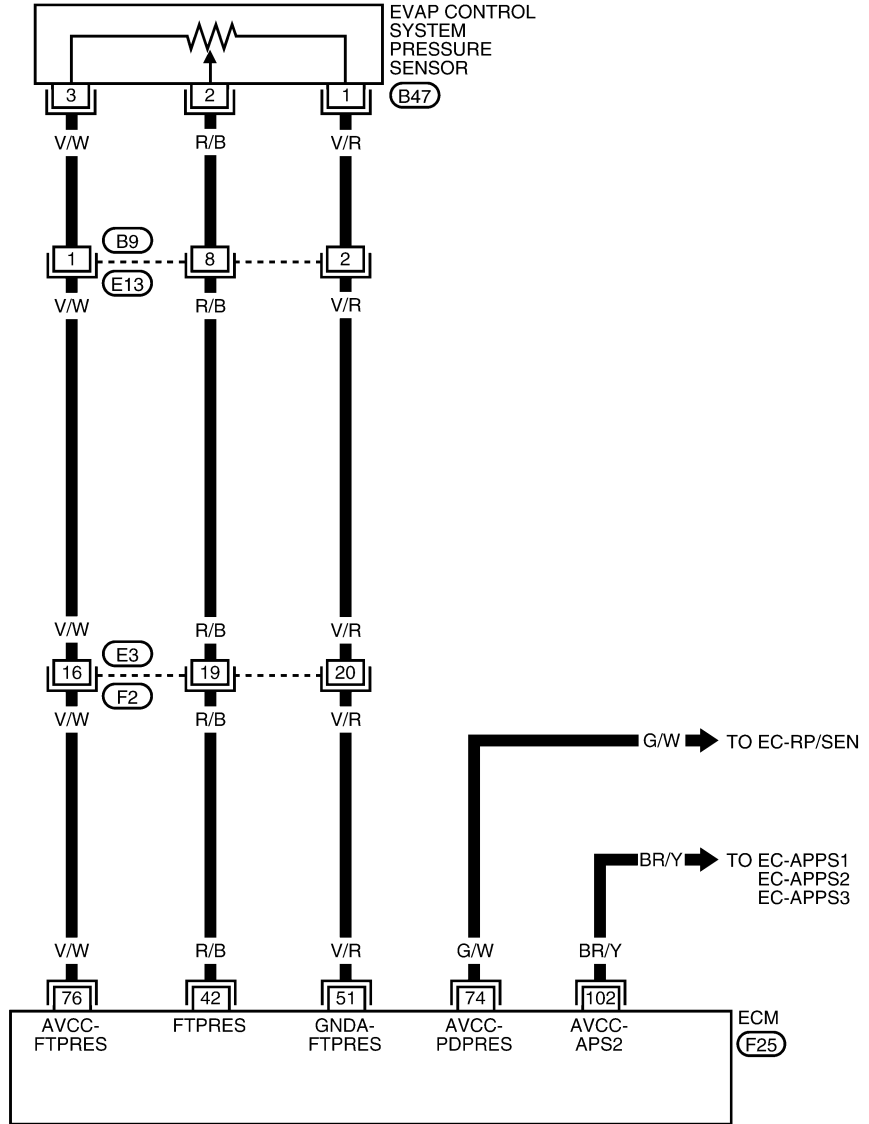 EVAP CONTROL
SYSTEM
PRESSURE
SENSOR
3 2 1 B47
V/W R/B V/R
B9
1 8 2
E13
V/W R/B V/R
V/W R/B V/R
E3
16 19 20
F2
V/W R/B V/R
G/W TO EC-RP/SEN
BR/Y TO EC-APPS1
EC-APPS2
EC-APPS3
V/W R/B V/R G/W BR/Y
76 42 51 74 102
ECM
F25
AVCC-
FTPRES
FTPRES
GNDA-
FTPRES
AVCC-
PDPRES
AVCC-
APS2